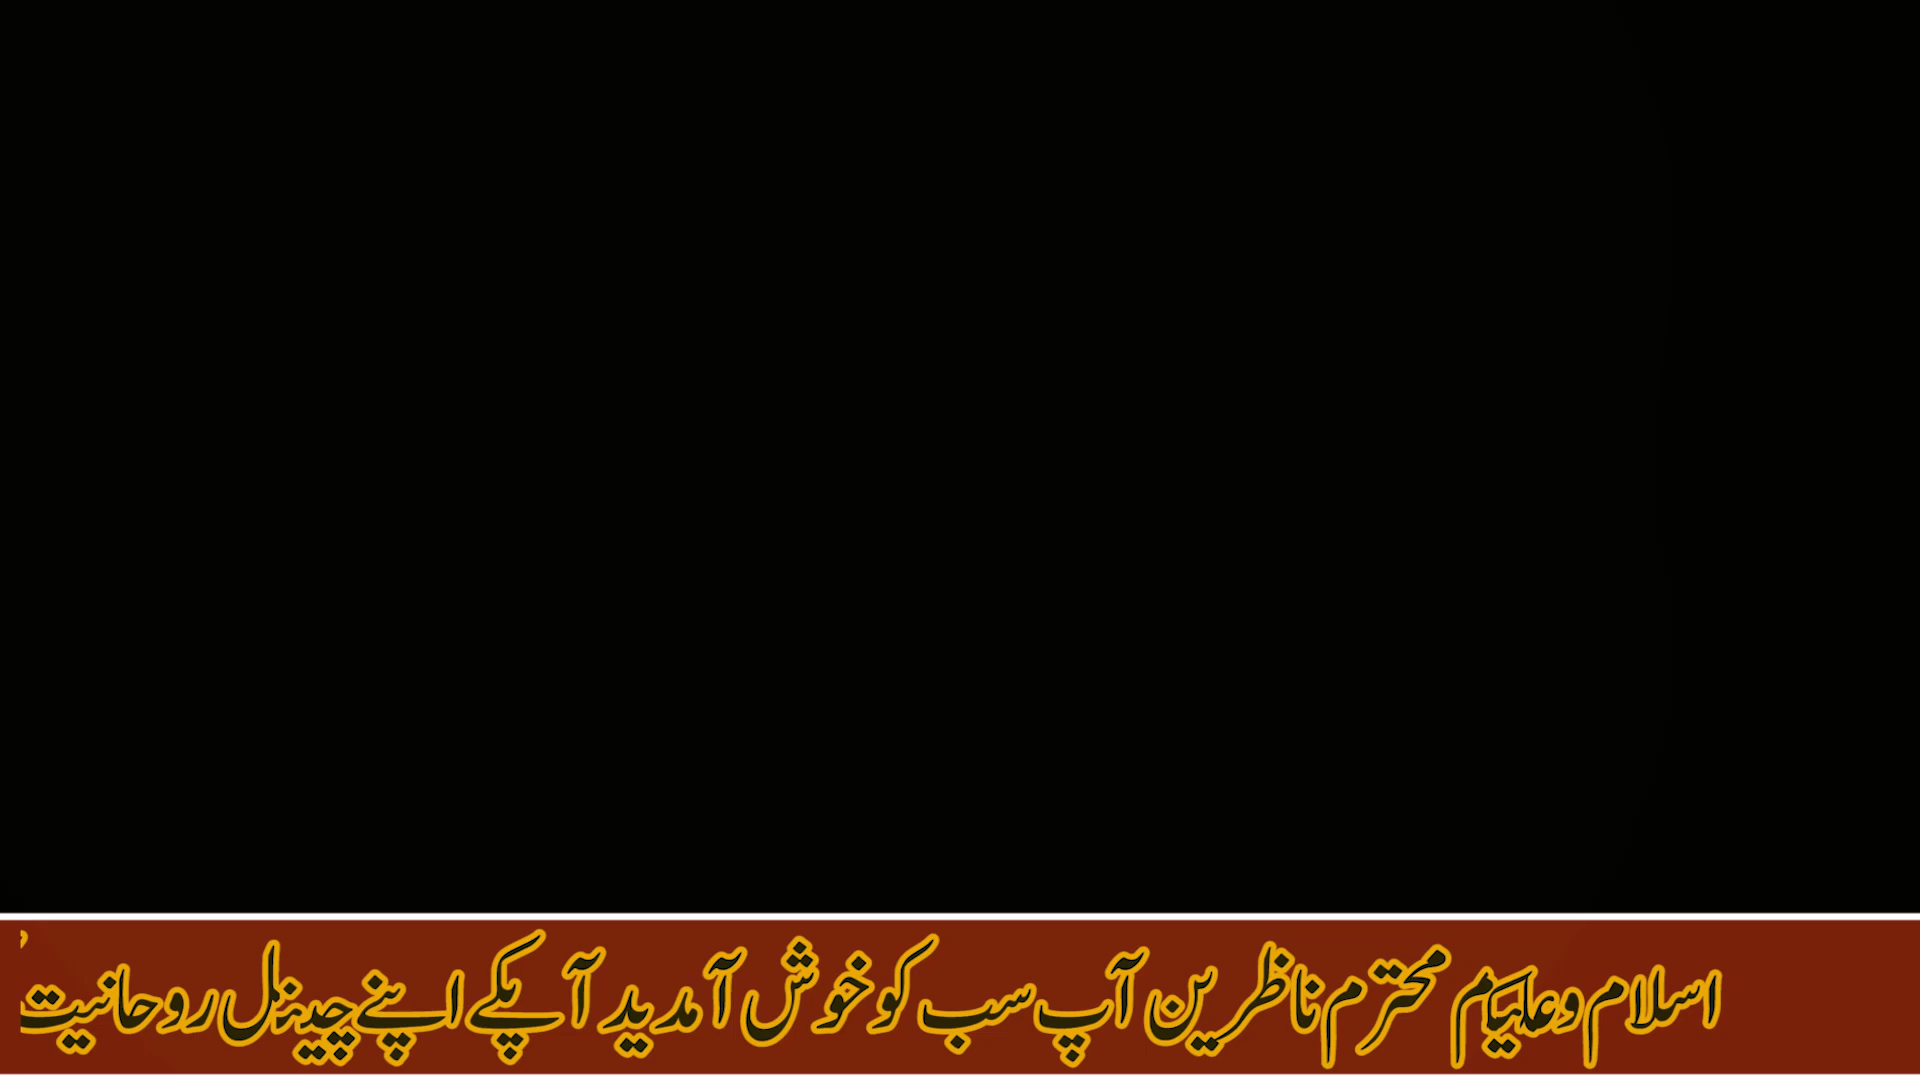 اسلام وعلیکم محترم ناظرین آپ سب کو خوش آمدید آپکے اپنے چینل روحانیت